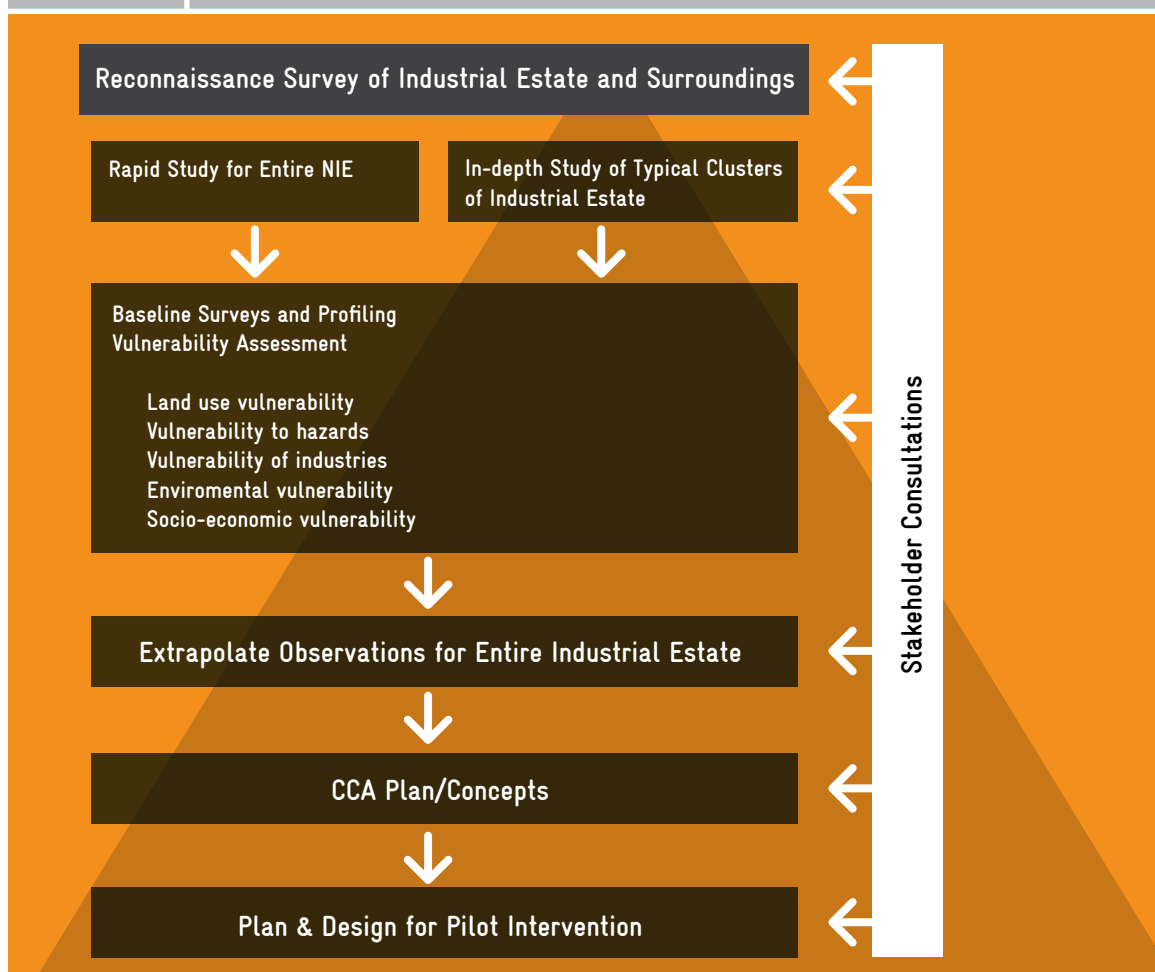 Reconnaissance Survey of Industrial Estate and Surroundings
Rapid Study for Entire NIE
In-depth Study of Typical Clusters
of Industrial Estate
Baseline Surveys and Profiling
Vulnerability Assessment
Land use vulnerability
Vulnerability to hazards
Vulnerability of industries
Enviromental vulnerability
Socio-economic vulnerability
Extrapolate Observations for Entire Industrial Estate
CCA Plan/Concepts
Plan & Design for Pilot Intervention
Stakeholder Consultations